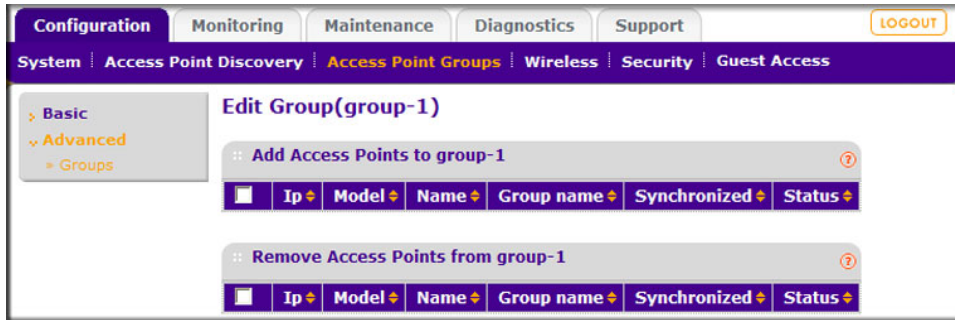 Configuration Monitoring Maintenance Diagnostics Support LOGOUT
System Access Point Discovery Access Point Groups Wireless Security Guest Access
Basic
Advanced
» Groups
Edit Group(group-1)
Add Access Points to group-1 ?
Ip Model Name Group name Synchronized Status
Remove Access Points from group-1 ?
Ip Model Name Group name Synchronized Status